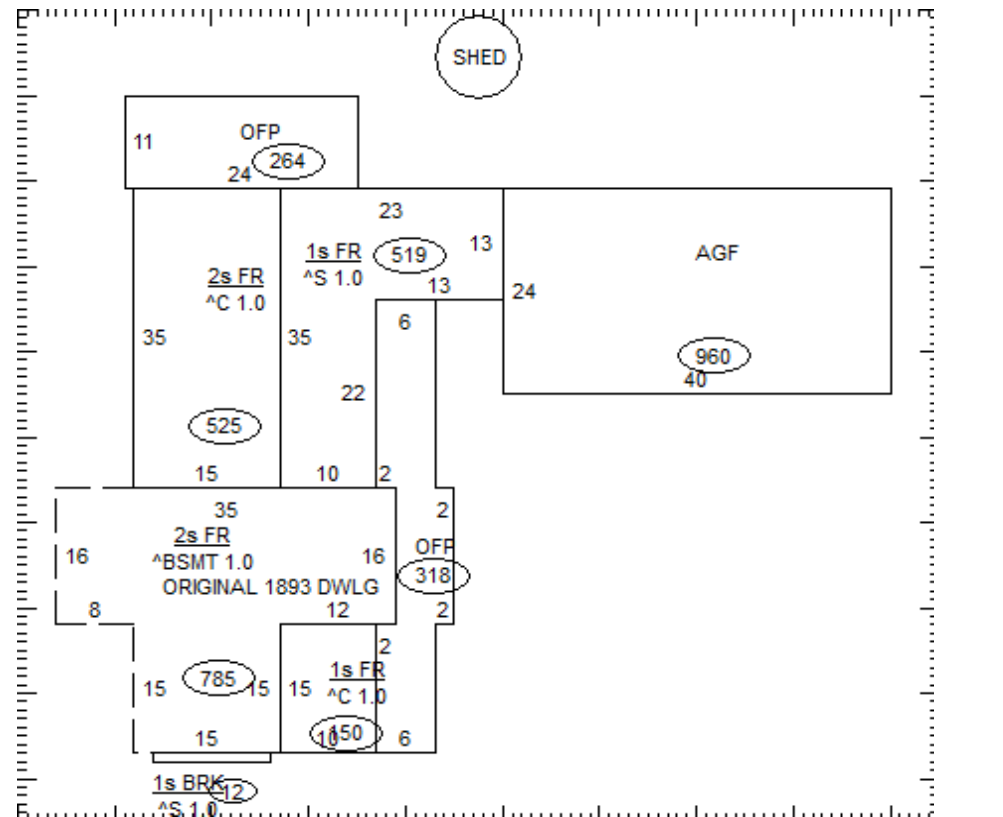 SHED
OFP
11
264
24
23
1s FR
519
13
^S 1.0
2s FR
^C 1.0
13
AGF
24
6
35
35
960
40
22
525
15
10
2
35
2
2s FR
OFP
16
^BSMT 1.0
16
318
ORIGINAL 1893 DWLG
8
12
2
2
1s FR
785
15
15
15
^C 1.0
150
15
10
6
1s BRK
12
^S 1.0